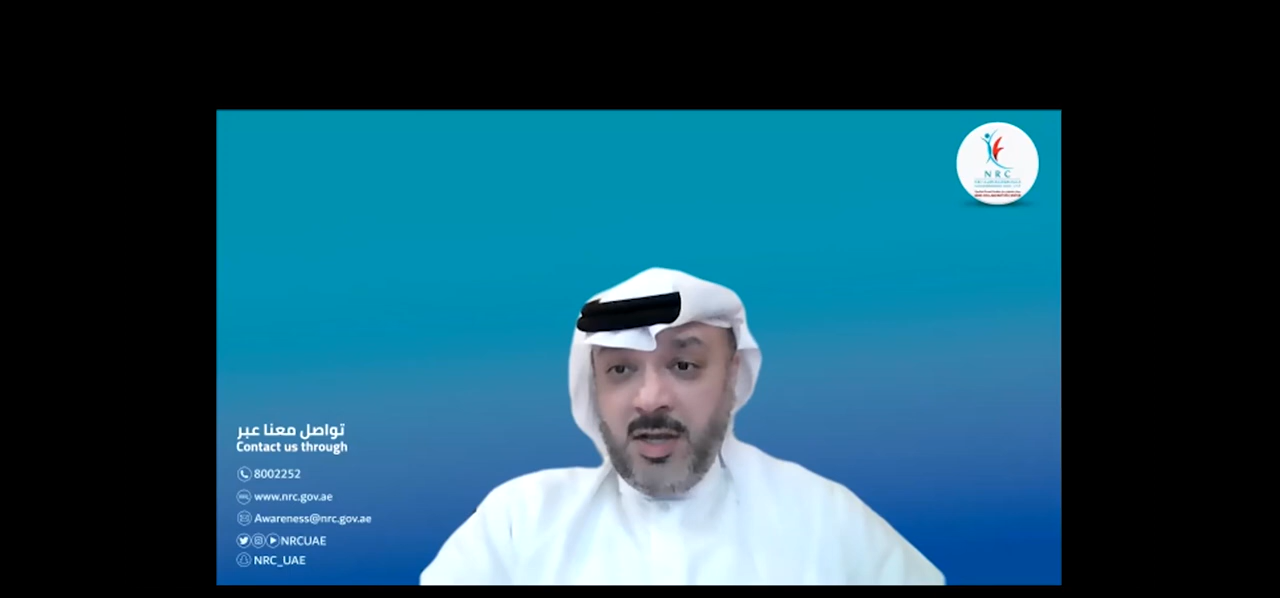 NRC
تواصل معنا عبر
Contact us through
8002252
www.nrc.gov.ae
Awareness@nrc.gov.ae
NRCUAE
NRC_UAE